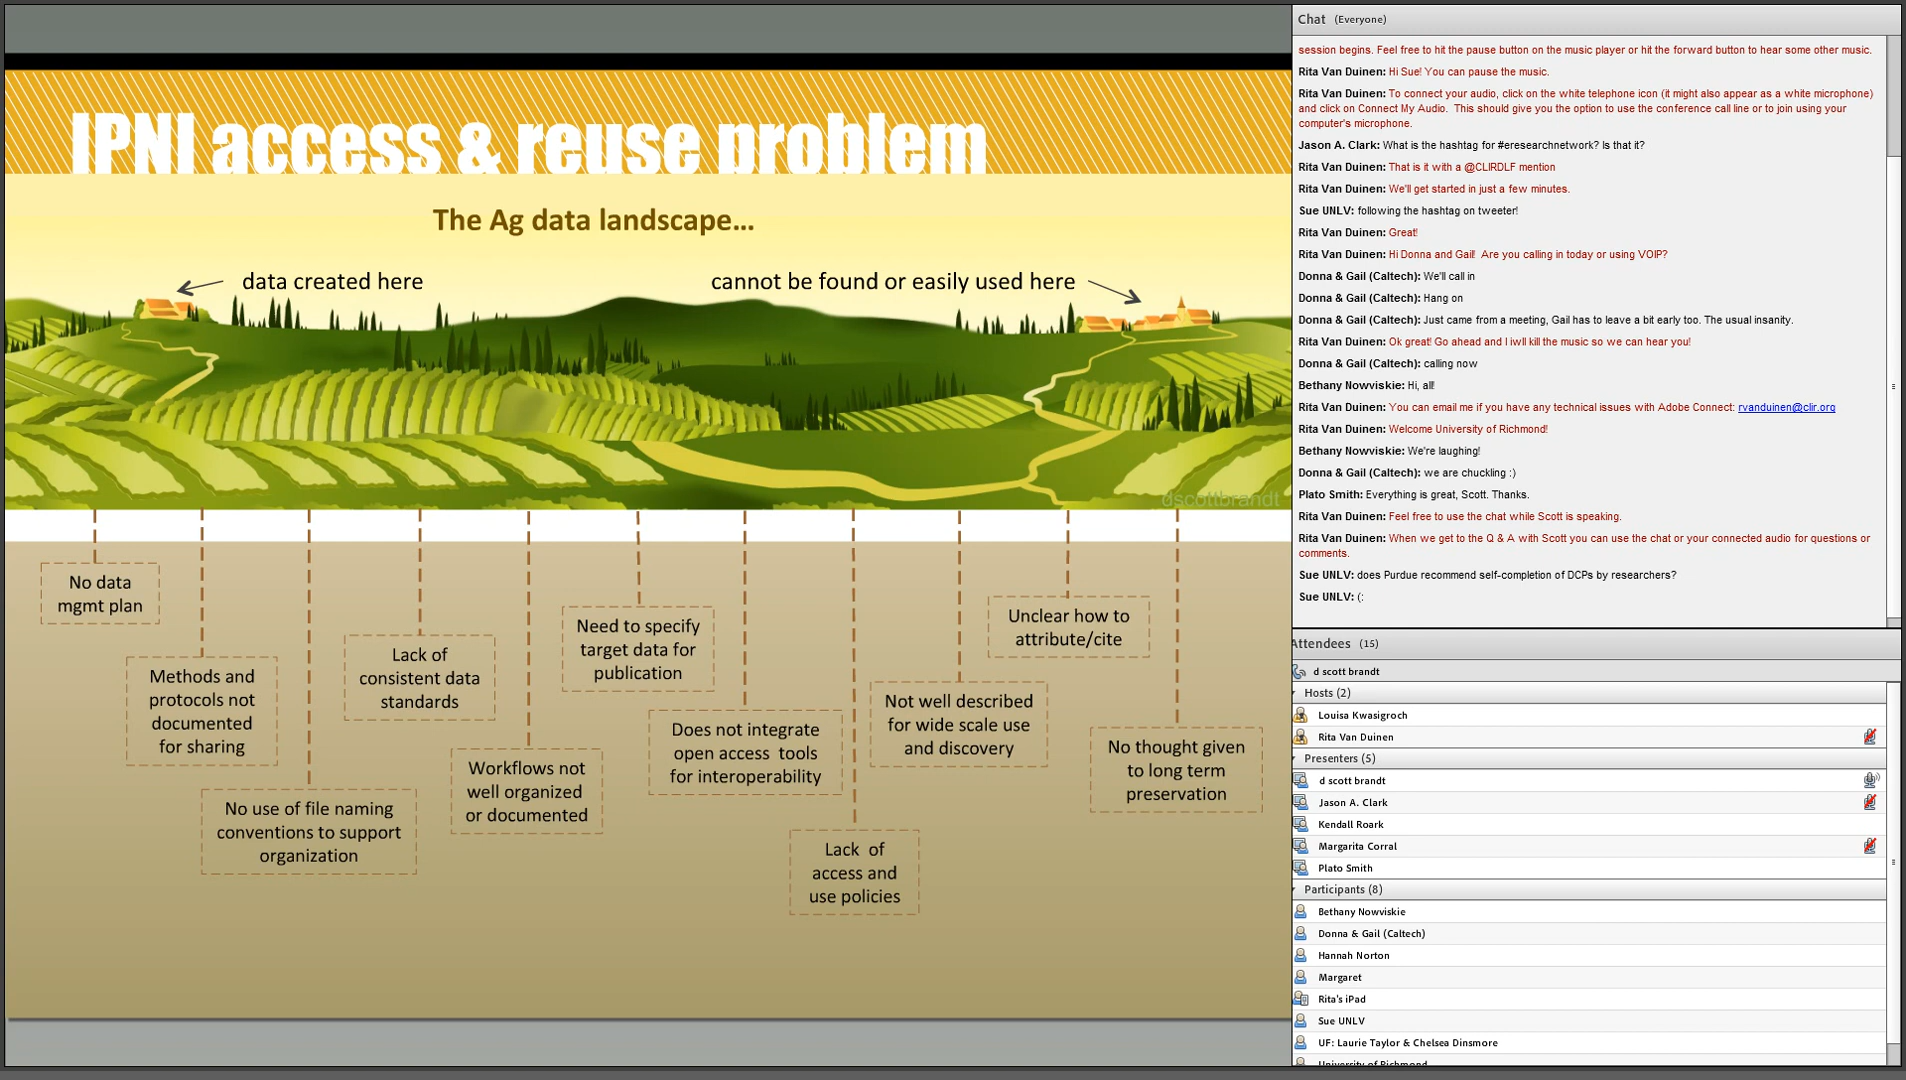 IPNI access & reuse problem
The Ag data landscape...
data created here
cannot be found or easily used here
dscottbrandt
No data
mgmt plan
Methods and
protocols not
documented
for sharing
No use of file naming
conventions to support
organization
Lack of
consistent data
standards
Workflows not
well organized
or documented
Need to specify
target data for
publication
Does not integrate
open access tools
for interoperability
Lack of
access and
use policies
Not well described
for wide scale use
and discovery
Unclear how to
attribute/cite
No thought given
to long term
preservation
Chat (Everyone)
session begins. Feel free to hit the pause button on the music player or hit the forward button to hear some other music.
Rita Van Duinen: Hi Sue! You can pause the music.
Rita Van Duinen: To connect your audio, click on the white telephone icon (it might also appear as a white microphone)
and click on Connect My Audio. This should give you the option to use the conference call line or to join using your
computer's microphone.
Jason A. Clark: What is the hashtag for #eresearchnetwork? Is that it?
Rita Van Duinen: That is it with a @CLIRDLF mention
Rita Van Duinen: We'll get started in just a few minutes.
Sue UNLV: following the hashtag on tweeter!
Rita Van Duinen: Great!
Rita Van Duinen: Hi Donna and Gail! Are you calling in today or using VOIP?
Donna & Gail (Caltech): We'll call in
Donna & Gail (Caltech): Hang on
Donna & Gail (Caltech): Just came from a meeting, Gail has to leave a bit early too. The usual insanity.
Rita Van Duinen: Ok great! Go ahead and I iwll kill the music so we can hear you!
Donna & Gail (Caltech): calling now
Bethany Nowviskie: Hi, all!
Rita Van Duinen: You can email me if you have any technical issues with Adobe Connect: rvanduinen@clir.org
Rita Van Duinen: Welcome University of Richmond!
Bethany Nowviskie: We're laughing!
Donna & Gail (Caltech): we are chuckling :)
Plato Smith: Everything is great, Scott. Thanks.
Rita Van Duinen: Feel free to use the chat while Scott is speaking.
Rita Van Duinen: When we get to the Q & A with Scott you can use the chat or your connected audio for questions or
comments.
Sue UNLV: does Purdue recommend self-completion of DCPs by researchers?
Sue UNLV: (:
Attendees (15)
d scott brandt
Hosts (2)
Louisa Kwasigroch
Rita Van Duinen
Presenters (5)
d scott brandt
Jason A. Clark
Kendall Roark
Margarita Corral
Plato Smith
Participants (8)
Bethany Nowviskie
Donna & Gail (Caltech)
Hannah Norton
Margaret
Rita's iPad
Sue UNLV
UF: Laurie Taylor & Chelsea Dinsmore
University of Richmond